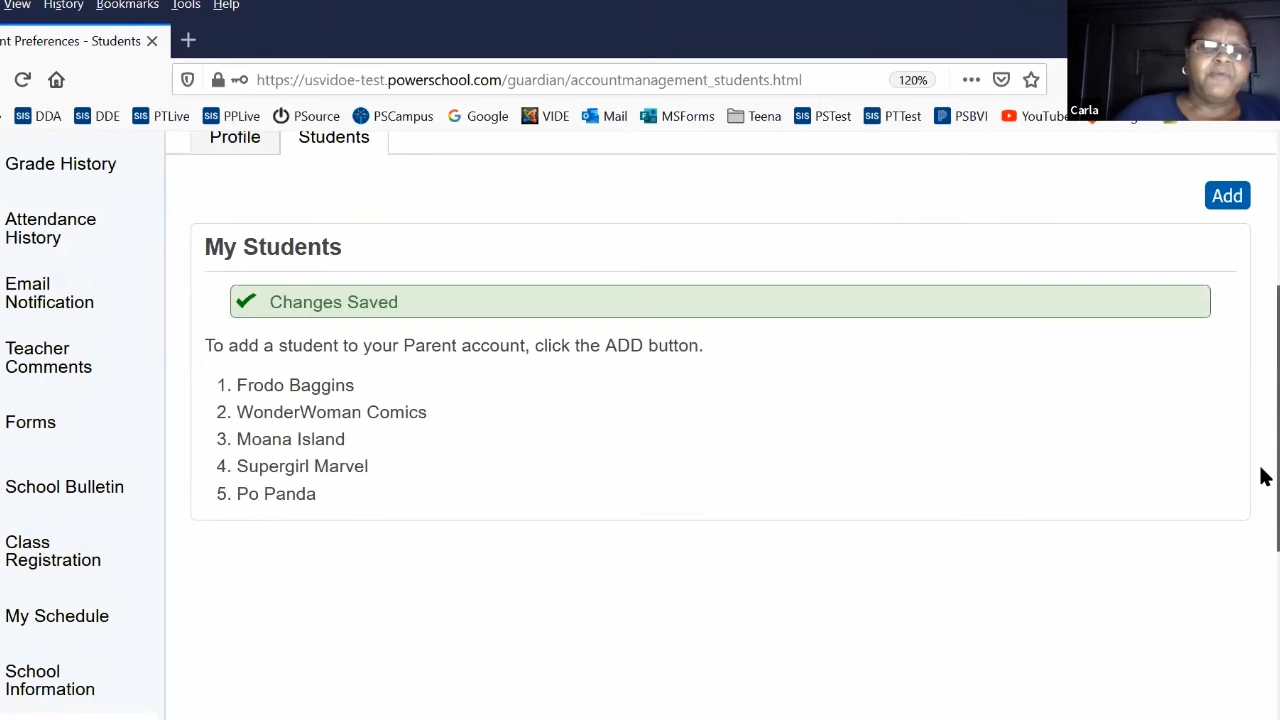 View History Bookmarks Tools Help
nt Preferences - Students
https://usvidoe-test.powerschool.com/guardian/accountmanagement_students.html 120%
SIS DDA SIS DDE SIS PTLive SIS PPLive PSource PSCampus Google VIDE Mail MSForms Teena SIS PSTest SIS PTTest PSBVI YouTube
Carla
Profile Students
Grade History
Attendance
History
Email
Notification
Teacher
Comments
Forms
School Bulletin
Class
Registration
My Schedule
School
Information
Add
My Students
Changes Saved
To add a student to your Parent account, click the ADD button.
1. Frodo Baggins
2. WonderWoman Comics
3. Moana Island
4. Supergirl Marvel
5. Po Panda